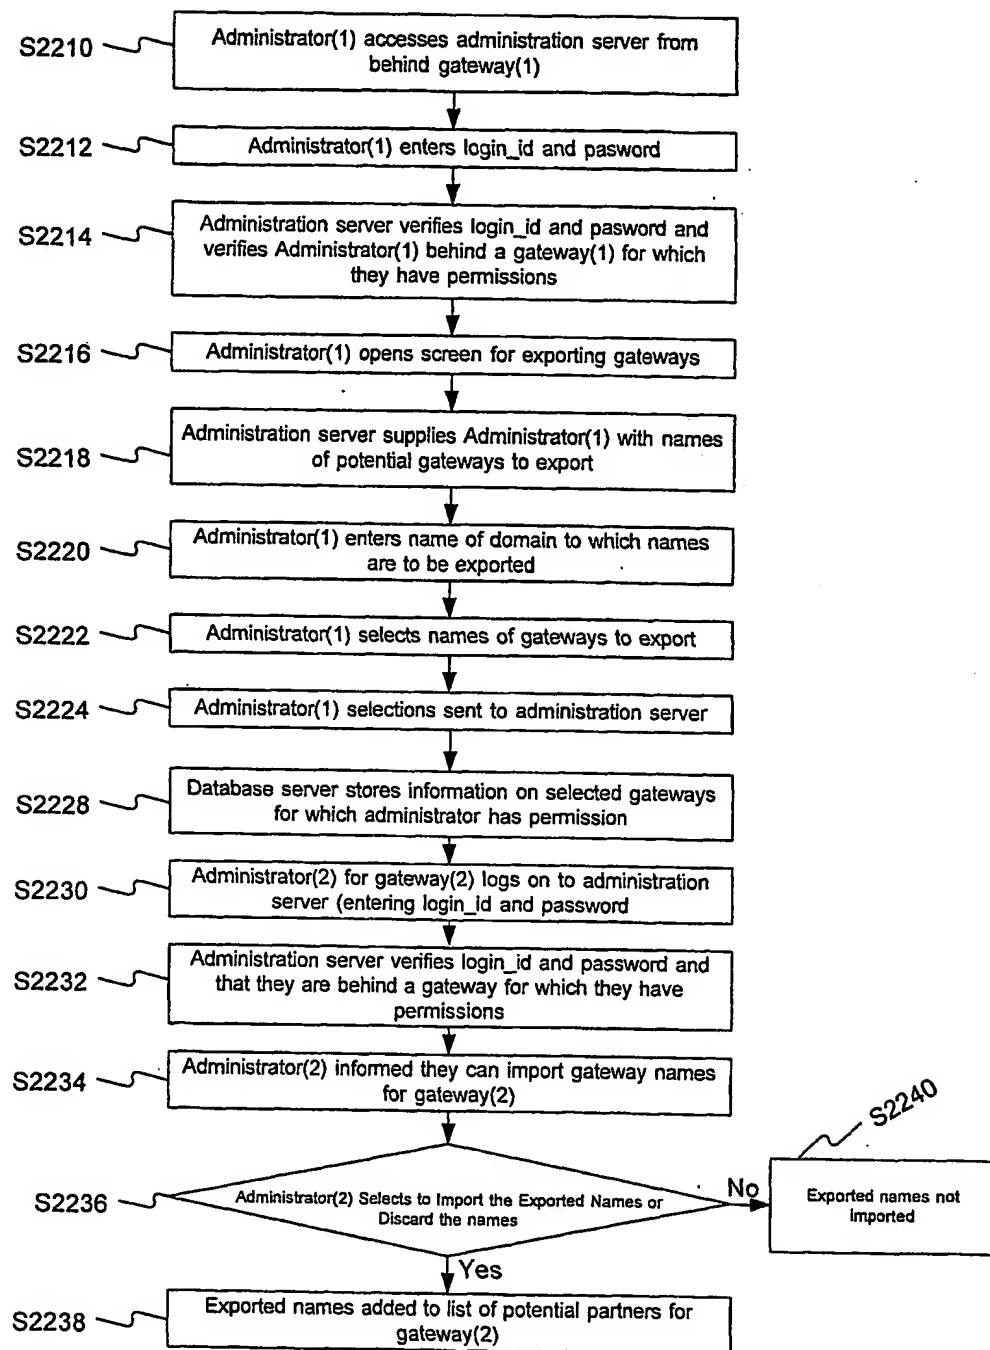 S2210
Administrator(1) accesses administration server from
behind gateway(1)
S2212
Administrator(1) enters login_id and pasword
S2214
Administration server verifies login_id and pasword and
verifies Administrator(1) behind a gateway(1) for which
they have permissions
S2216
Administrator(1) opens screen for exporting gateways
S2218
Administration server supplies Administrator(1) with names
of potential gateways to export
S2220
Administrator(1) enters name of domain to which names
are to be exported
S2222
Administrator(1) selects names of gateways to export
S2224
Administrator(1) selections sent to administration server
S2228
Database server stores information on selected gateways
for which administrator has permission
S2230
Administrator(2) for gateway(2) logs on to administration
server (entering login_id and password
S2232
Administration server verifies login_id and password and
that they are behind a gateway for which they have
permissions
S2234
Administrator(2) informed they can import gateway names
for gateway(2)
S2236
Administrator(2) Selects to Import the Exported Names or
Discard the names
No
S2240
Exported names not
imported
Yes
S2238
Exported names added to list of potential partners for
gateway(2)